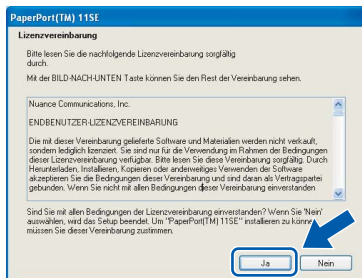 PaperPort(TM) 11SE
Lizenzvereinbarung
Bitte lesen Sie die nachfolgende Lizenzvereinbarung sorgfältig
durch.
Mit der BILD-NACH-UNTEN Taste können Sie den Rest der Vereinbarung sehen.
Nuance Communications, Inc.
ENDBENUTZER-LIZENZVEREINBARUNG
Die mit dieser Vereinbarung gelieferte Software und Materialien werden nicht verkauft,
sondern lediglich lizenziert. Sie sind nur für die Verwendung im Rahmen der Bedingungen
dieser Lizenzvereinbarung verfügbar. Bitte lesen Sie diese Vereinbarung sorgfältig. Durch
Herunterladen, Installieren, Kopieren oder anderweitiges Verwenden der Software
akzeptieren Sie die Bedingungen dieser Vereinbarung und sind daran als Vertragspartei
gebunden. Wenn Sie nicht mit allen Bedingungen dieser Vereinbarung einverstanden
Sind Sie mit allen Bedingungen der Lizenzvereinbarung einverstanden? Wenn Sie 'Nein'
auswählen, wird das Setup beendet. Um "PaperPort(TM) 11SE" installieren zu können
müssen Sie dieser Vereinbarung zustimmen.
Ja
Nein